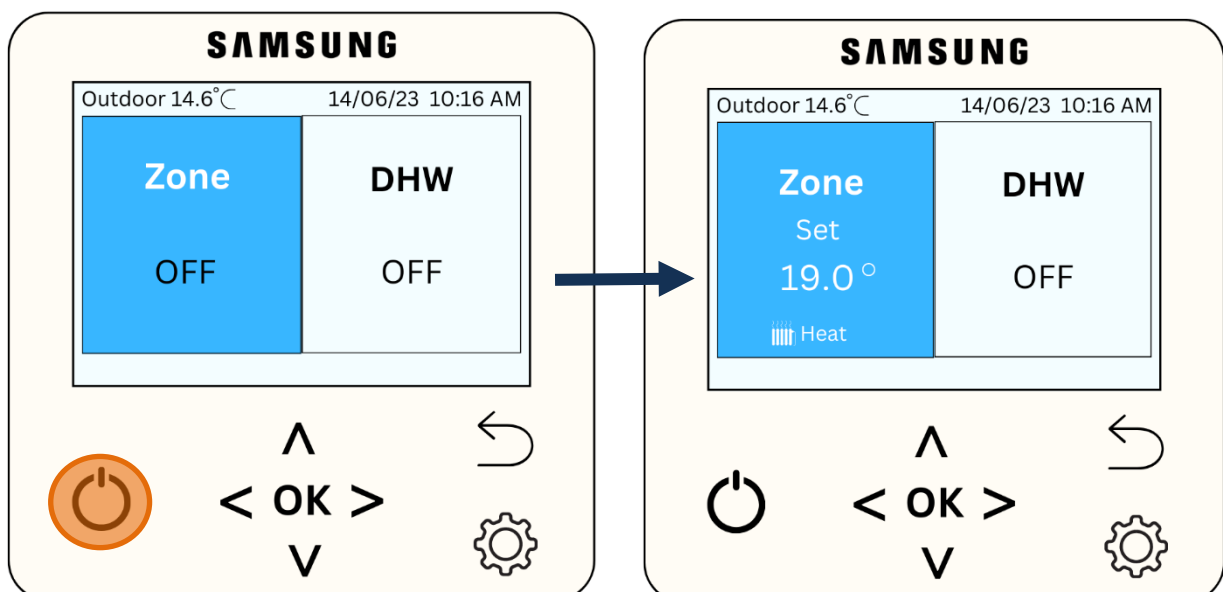 SAMSUNG
Outdoor 14.6°C 14/06/23 10:16 AM
Zone DHW
OFF OFF
< OK >
SAMSUNG
Outdoor 14.6°C 14/06/23 10:16 AM
Zone DHW
Set
19.0° OFF
Heat
< OK >